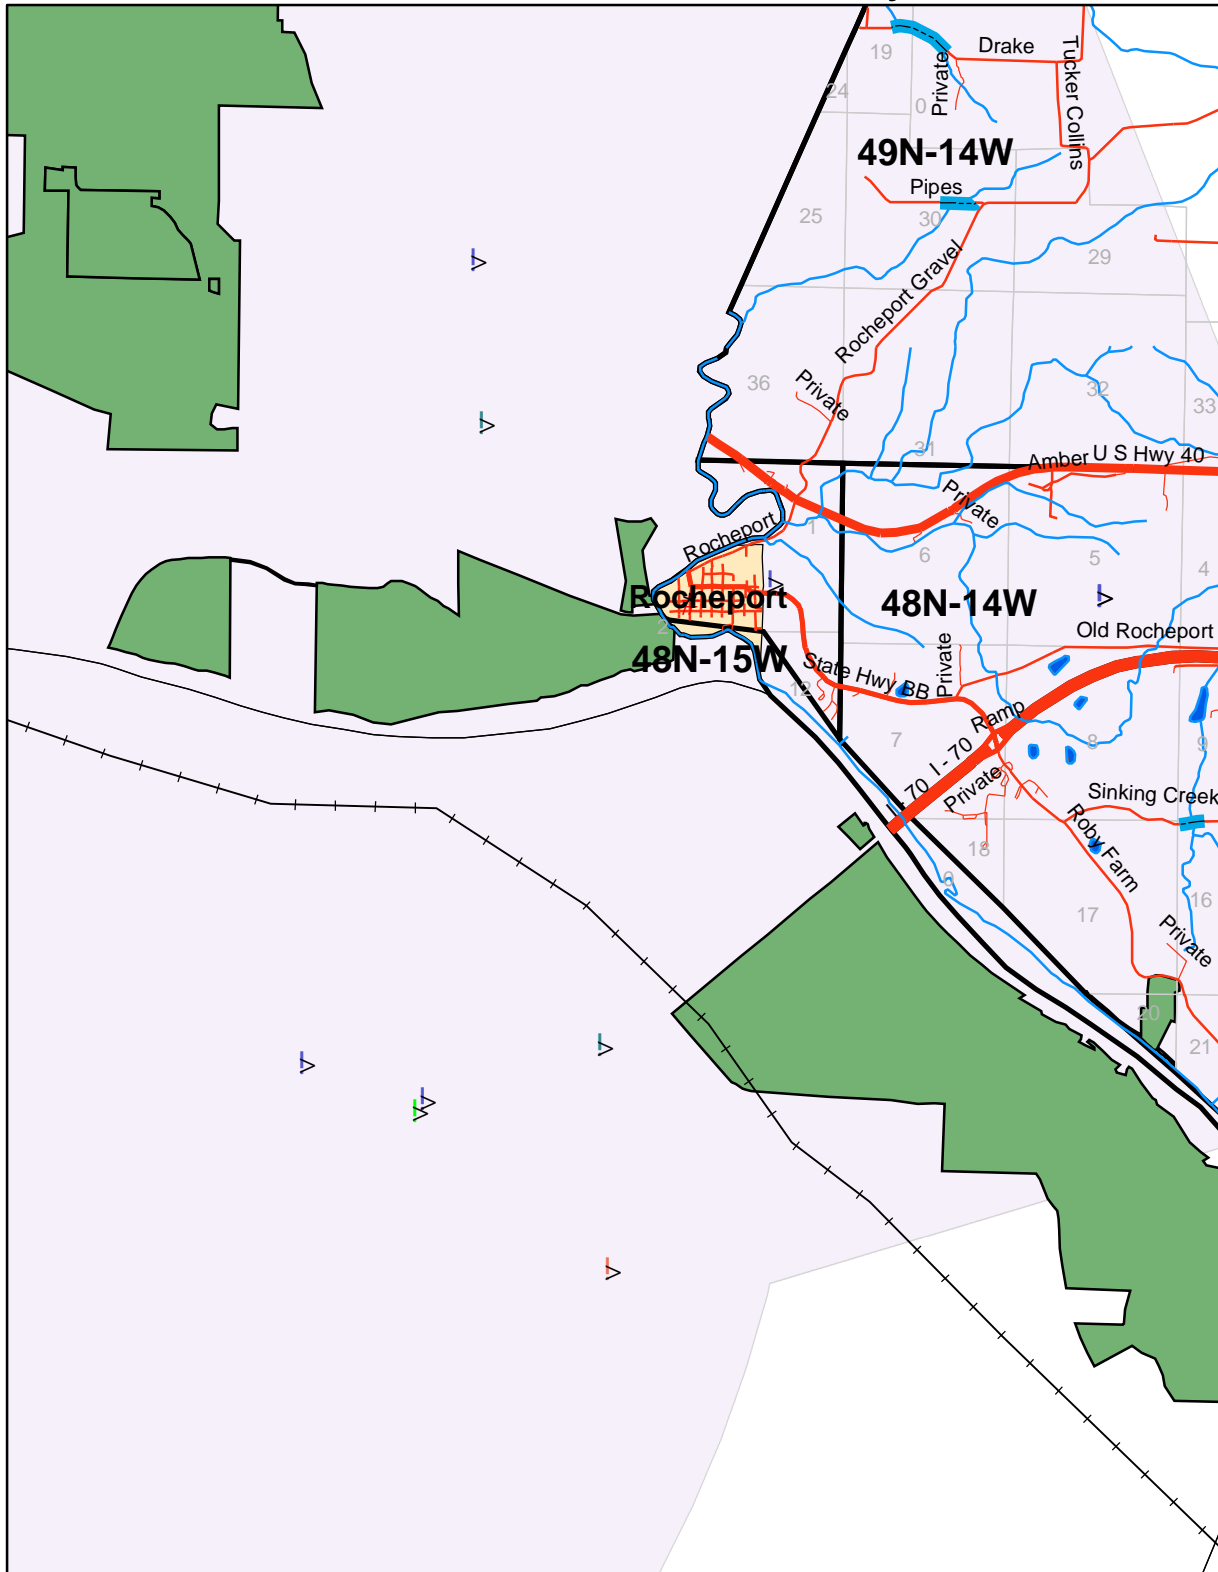 19
Drake
Tucker Collins
Private
24
0
49N-14W
Pipes
25
30
29
Rocheport Gravel
36
Private
32
33
31
Amber
U S Hwy 40
Private
Rocheport
1
6
5
4
Rocheport
48N-14W
2
Old Rocheport
48N-15W
State Hwy BB
Private
12
Ramp
7
I - 70
8
9
70
Private
Sinking Creek
Roby Farm
18
9
17
16
Private
20
21